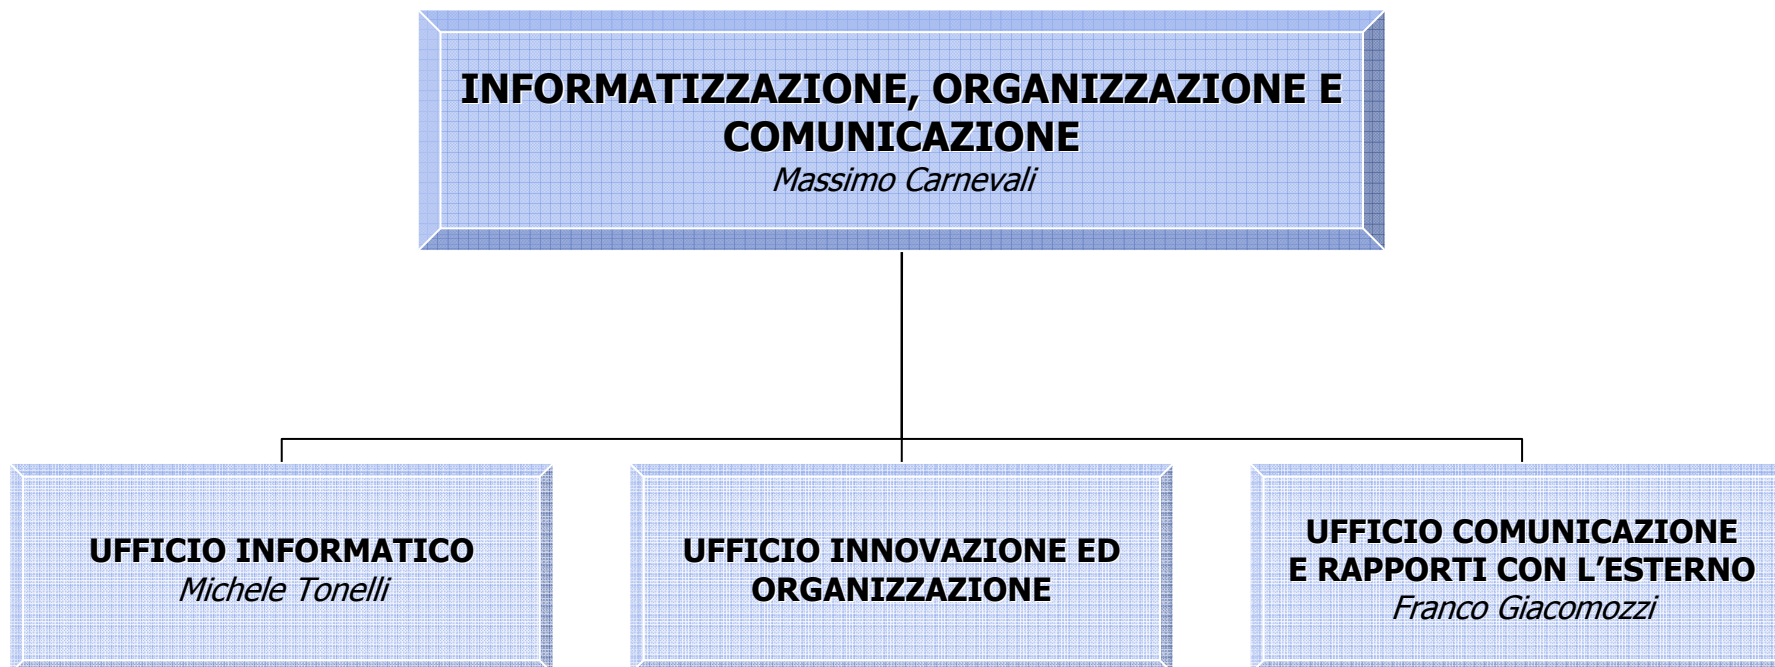 INFORMATIZZAZIONE, ORGANIZZAZIONE E
COMUNICAZIONE
Massimo Carnevali
UFFICIO INFORMATICO
Michele Tonelli
UFFICIO INNOVAZIONE ED
ORGANIZZAZIONE
UFFICIO COMUNICAZIONE
E RAPPORTI CON L’ESTERNO
Franco Giacomozzi